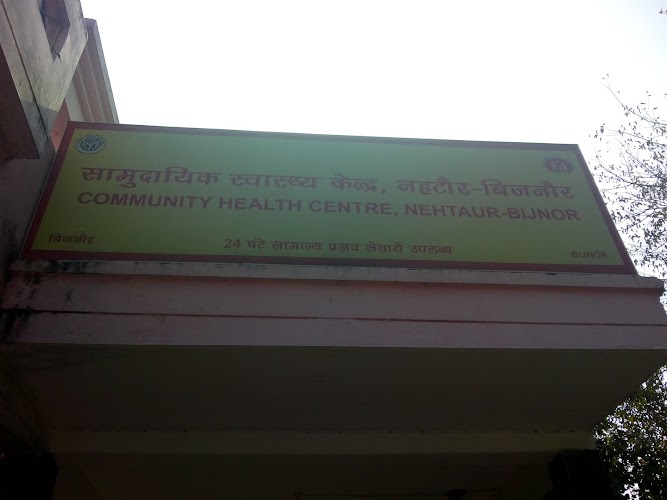 सामुदायिक स्वास्थ्य केन्द्र, नहटौर-बिजनौर
COMMUNITY HEALTH CENTRE, NEHTAUR-BIJNOR
बिजनौर 24 घंटे सामान्य प्रसव सेवायें उपलब्ध BIJNOR